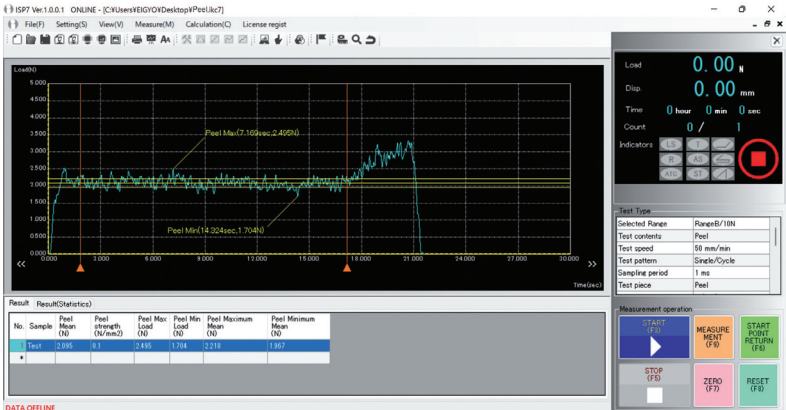 ISP7 Ver.1.0.0.1 ONLINE - [C:¥Users¥EIGYO¥Desktop¥Peel.ikc7]
File(F) Setting(S) View(V) Measure(M) Calculation(C) License regist
Load(N)
5.000
4.500
4.000
3.500
3.000
2.500
2.000
1.500
1.000
0.500
0.000
Peel Max(7.169sec,2.495N)
Peel Min(14.324sec,1.704N)
0.000 3.000 6.000 9.000 12.000 15.000 18.000 21.000 24.000 27.000 30.000
<< >>
Time(sec)
Result Result(Statistics)
No. Sample Peel Mean (N) Peel strength (N/mm2) Peel Max Load (N) Peel Min Load (N) Peel Maximum Mean (N) Peel Minimum Mean (N)
1 Test 2.095 0.1 2.495 1.704 2.218 1.967
*
DATA OFFLINE
Load 0.00 N
Disp. 0.00 mm
Time 0 hour 0 min 0 sec
Count 0 / 1
Indicators LS T
R AS
ATC ST
Test Type
Selected Range RangeB/10N
Test contents Peel
Test speed 50 mm/min
Test pattern Single/Cycle
Sampling period 1 ms
Test piece Peel
Measurement operation
START (F3)
MEASUREMENT (F9)
START POINT RETURN (F6)
STOP (F5)
ZERO (F7)
RESET (F8)